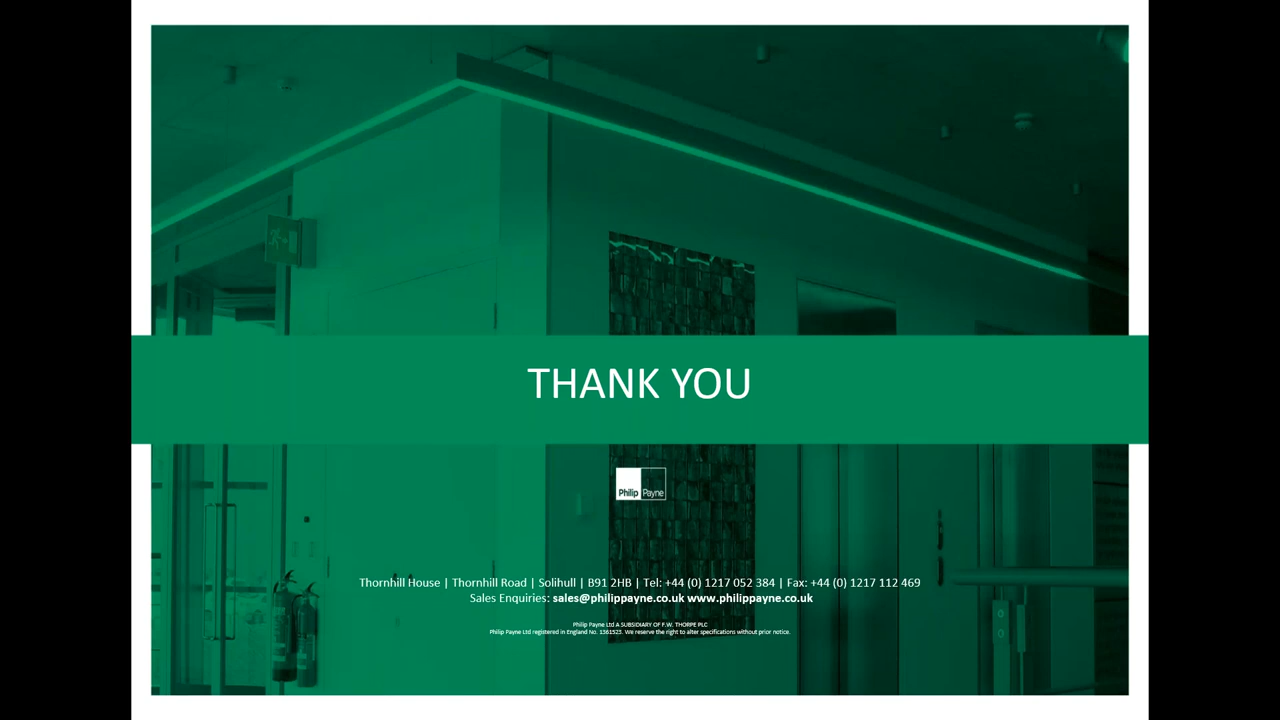 THANK YOU
Philip Payne
Thornhill House | Thornhill Road | Solihull | B91 2HB | Tel: +44 (0) 1217 052 384 | Fax: +44 (0) 1217 112 469
Sales Enquiries: sales@philippayne.co.uk www.philippayne.co.uk
Philip Payne Ltd A SUBSIDIARY OF F.W. THORPE PLC
Philip Payne Ltd registered in England No. 1361523. We reserve the right to alter specifications without prior notice.